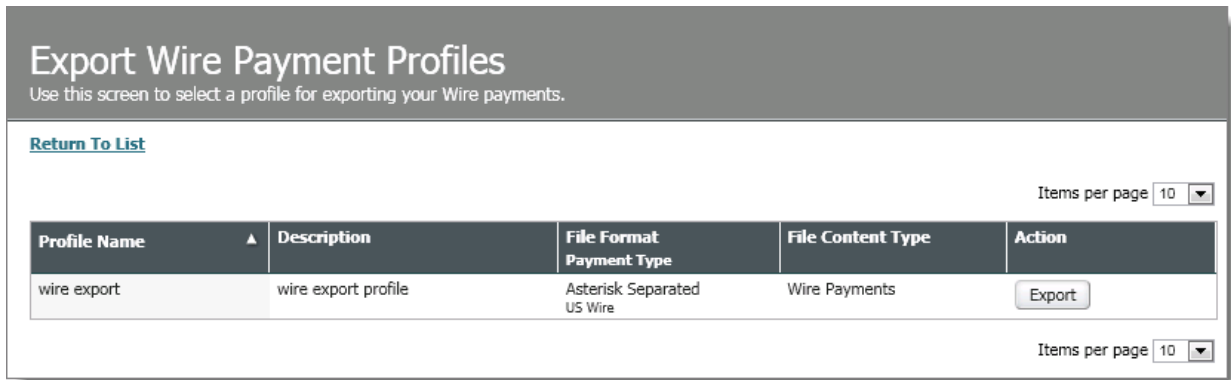 Export Wire Payment Profiles
Use this screen to select a profile for exporting your Wire payments.
Return To List
Items per page 10
Profile Name Description File Format File Content Type Action
Payment Type
wire export wire export profile Asterisk Separated Wire Payments Export
US Wire
Items per page 10